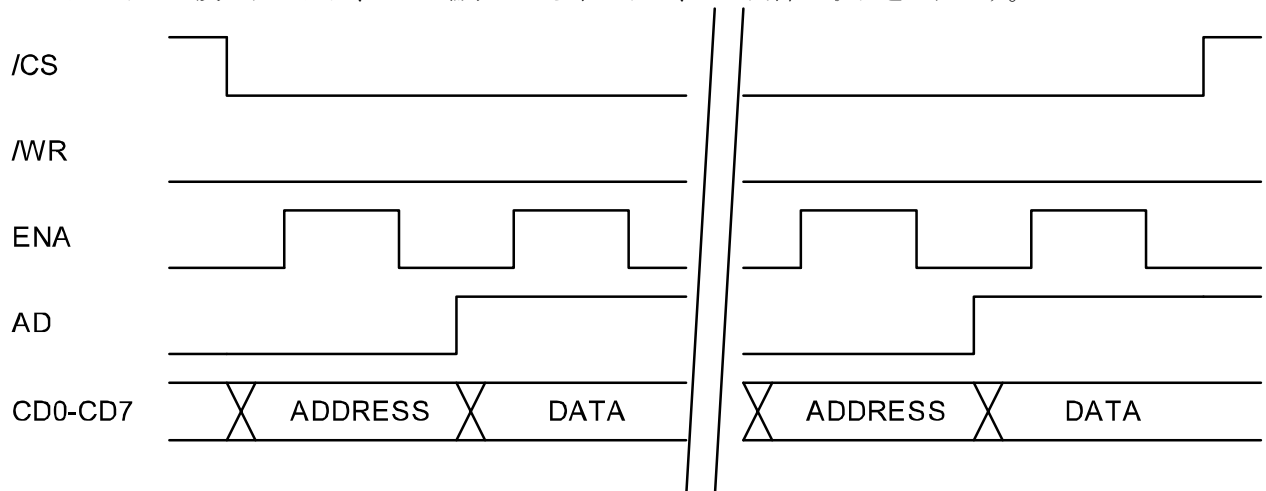 /CS
/WR
ENA
AD
CD0-CD7 ADDRESS DATA ADDRESS DATA